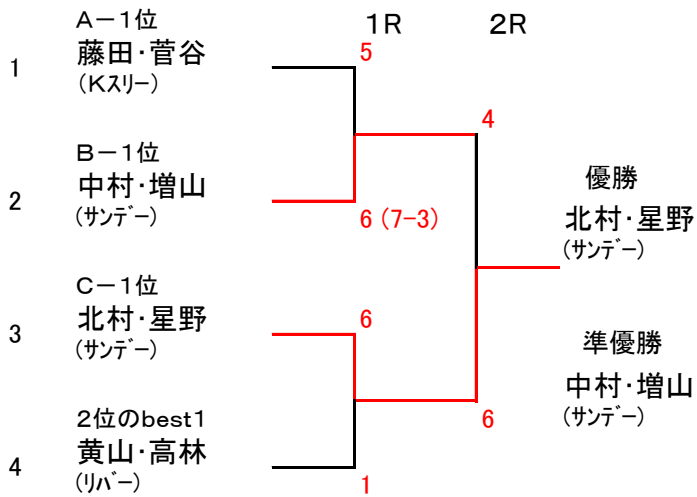 1R 2R
A－1位
1 藤田・菅谷
(Kｽﾘｰ)
5
4
B－1位
2 中村・増山
(ｻﾝﾃﾞｰ)
6 (7-3)
優勝
北村・星野
(ｻﾝﾃﾞｰ)
C－1位
3 北村・星野
(ｻﾝﾃﾞｰ)
6
準優勝
中村・増山
(ｻﾝﾃﾞｰ)
6
2位のbest1
4 黄山・高林
(ﾘﾊﾞｰ)
1